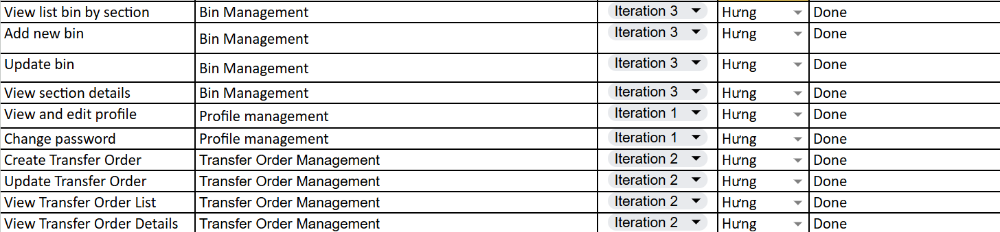 View list bin by section Bin Management Iteration 3 Hưng Done
Add new bin Bin Management Iteration 3 Hưng Done
Update bin Bin Management Iteration 3 Hưng Done
View section details Bin Management Iteration 3 Hưng Done
View and edit profile Profile management Iteration 1 Hưng Done
Change password Profile management Iteration 1 Hưng Done
Create Transfer Order Transfer Order Management Iteration 2 Hưng Done
Update Transfer Order Transfer Order Management Iteration 2 Hưng Done
View Transfer Order List Transfer Order Management Iteration 2 Hưng Done
View Transfer Order Details Transfer Order Management Iteration 2 Hưng Done